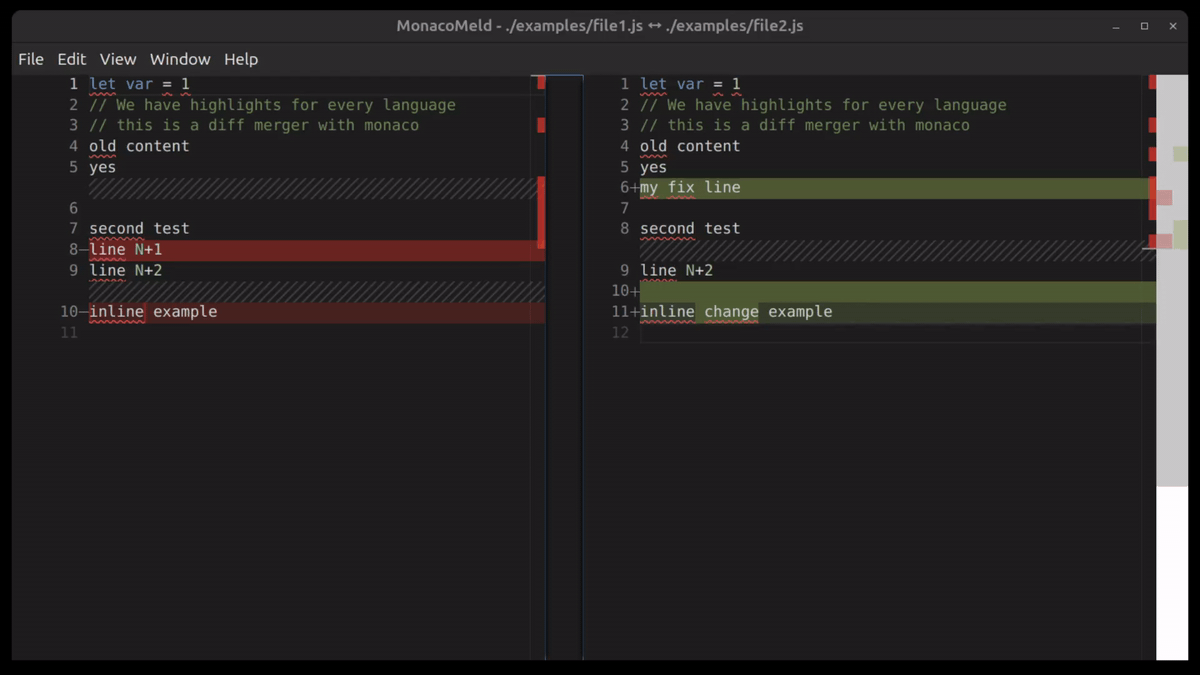 MonacoMeld - ./examples/file1.js ↔ ./examples/file2.js
File Edit View Window Help
1 let var = 1
2 // We have highlights for every language
3 // this is a diff merger with monaco
4 old content
5 yes
6
7 second test
8—line N+1
9 line N+2
10—inline example
11
1 let var = 1
2 // We have highlights for every language
3 // this is a diff merger with monaco
4 old content
5 yes
6+my fix line
7
8 second test
9 line N+2
10+
11+inline change example
12